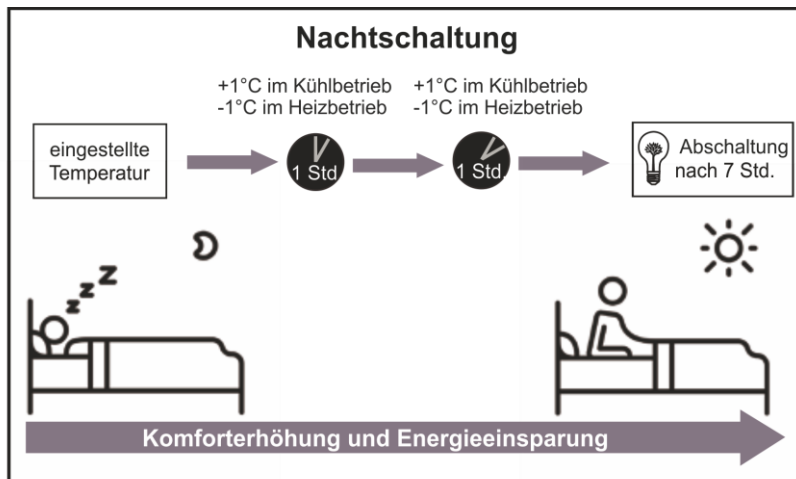 Nachtschaltung
+1°C im Kühlbetrieb
-1°C im Heizbetrieb
+1°C im Kühlbetrieb
-1°C im Heizbetrieb
eingestellte
Temperatur
1 Std
1 Std.
Abschaltung
nach 7 Std.
z z Z
Komforterhöhung und Energieeinsparung